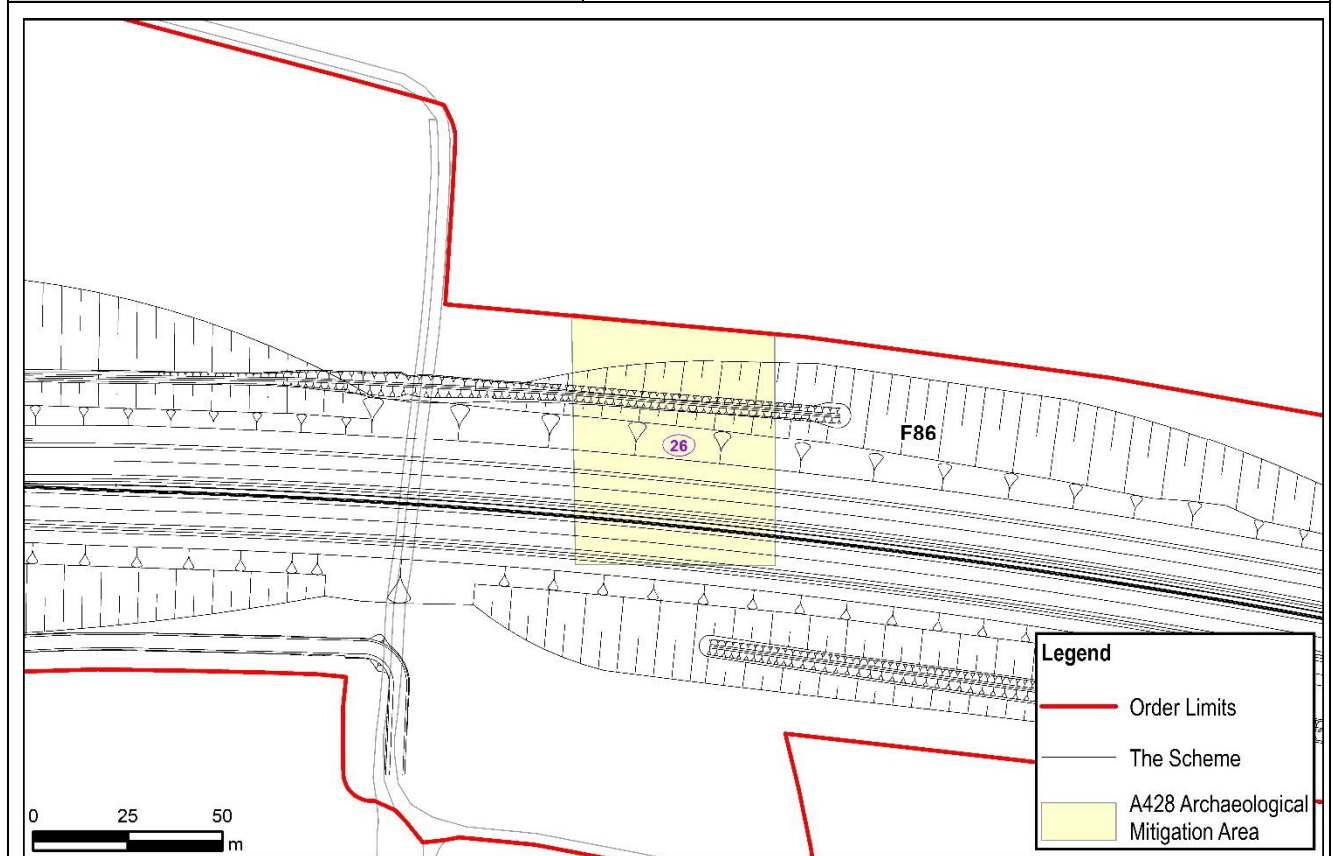 F86
26
Legend
Order Limits
The Scheme
A428 Archaeological
Mitigation Area
0 25 50
m